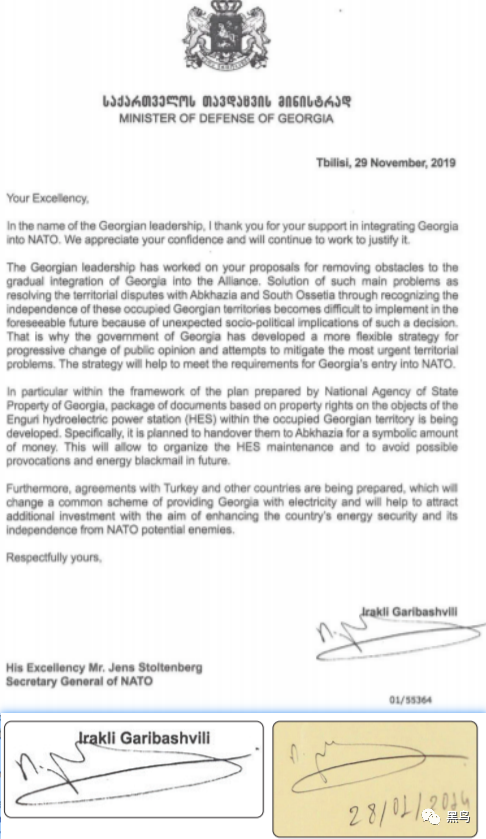 საქართველოს თავდაცვის მინისტრი
MINISTER OF DEFENSE OF GEORGIA
Tbilisi, 29 November, 2019
Your Excellency,
In the name of the Georgian leadership, I thank you for your support in integrating Georgia
into NATO. We appreciate your confidence and will continue to work to justify it.
The Georgian leadership has worked on your proposals for removing obstacles to the
gradual integration of Georgia into the Alliance. Solution of such main problems as
resolving the territorial disputes with Abkhazia and South Ossetia through recognizing the
independence of these occupied Georgian territories becomes difficult to implement in the
foreseeable future because of unexpected socio-political implications of such a decision.
That is why the government of Georgia has developed a more flexible strategy for
progressive change of public opinion and attempts to mitigate the most urgent territorial
problems. The strategy will help to meet the requirements for Georgia's entry into NATO.
In particular within the framework of the plan prepared by National Agency of State
Property of Georgia, package of documents based on property rights on the objects of the
Enguri hydroelectric power station (HES) within the occupied Georgian territory is being
developed. Specifically, it is planned to handover them to Abkhazia for a symbolic amount
of money. This will allow to organize the HES maintenance and to avoid possible
provocations and energy blackmail in future.
Furthermore, agreements with Turkey and other countries are being prepared, which will
change a common scheme of providing Georgia with electricity and will help to attract
additional investment with the aim of enhancing the country's energy security and its
independence from NATO potential enemies.
Respectfully yours,
Irakli Garibashvili
His Excellency Mr. Jens Stoltenberg
Secretary General of NATO
01/55364
Irakli Garibashvili
28/01/2014
黑鸟